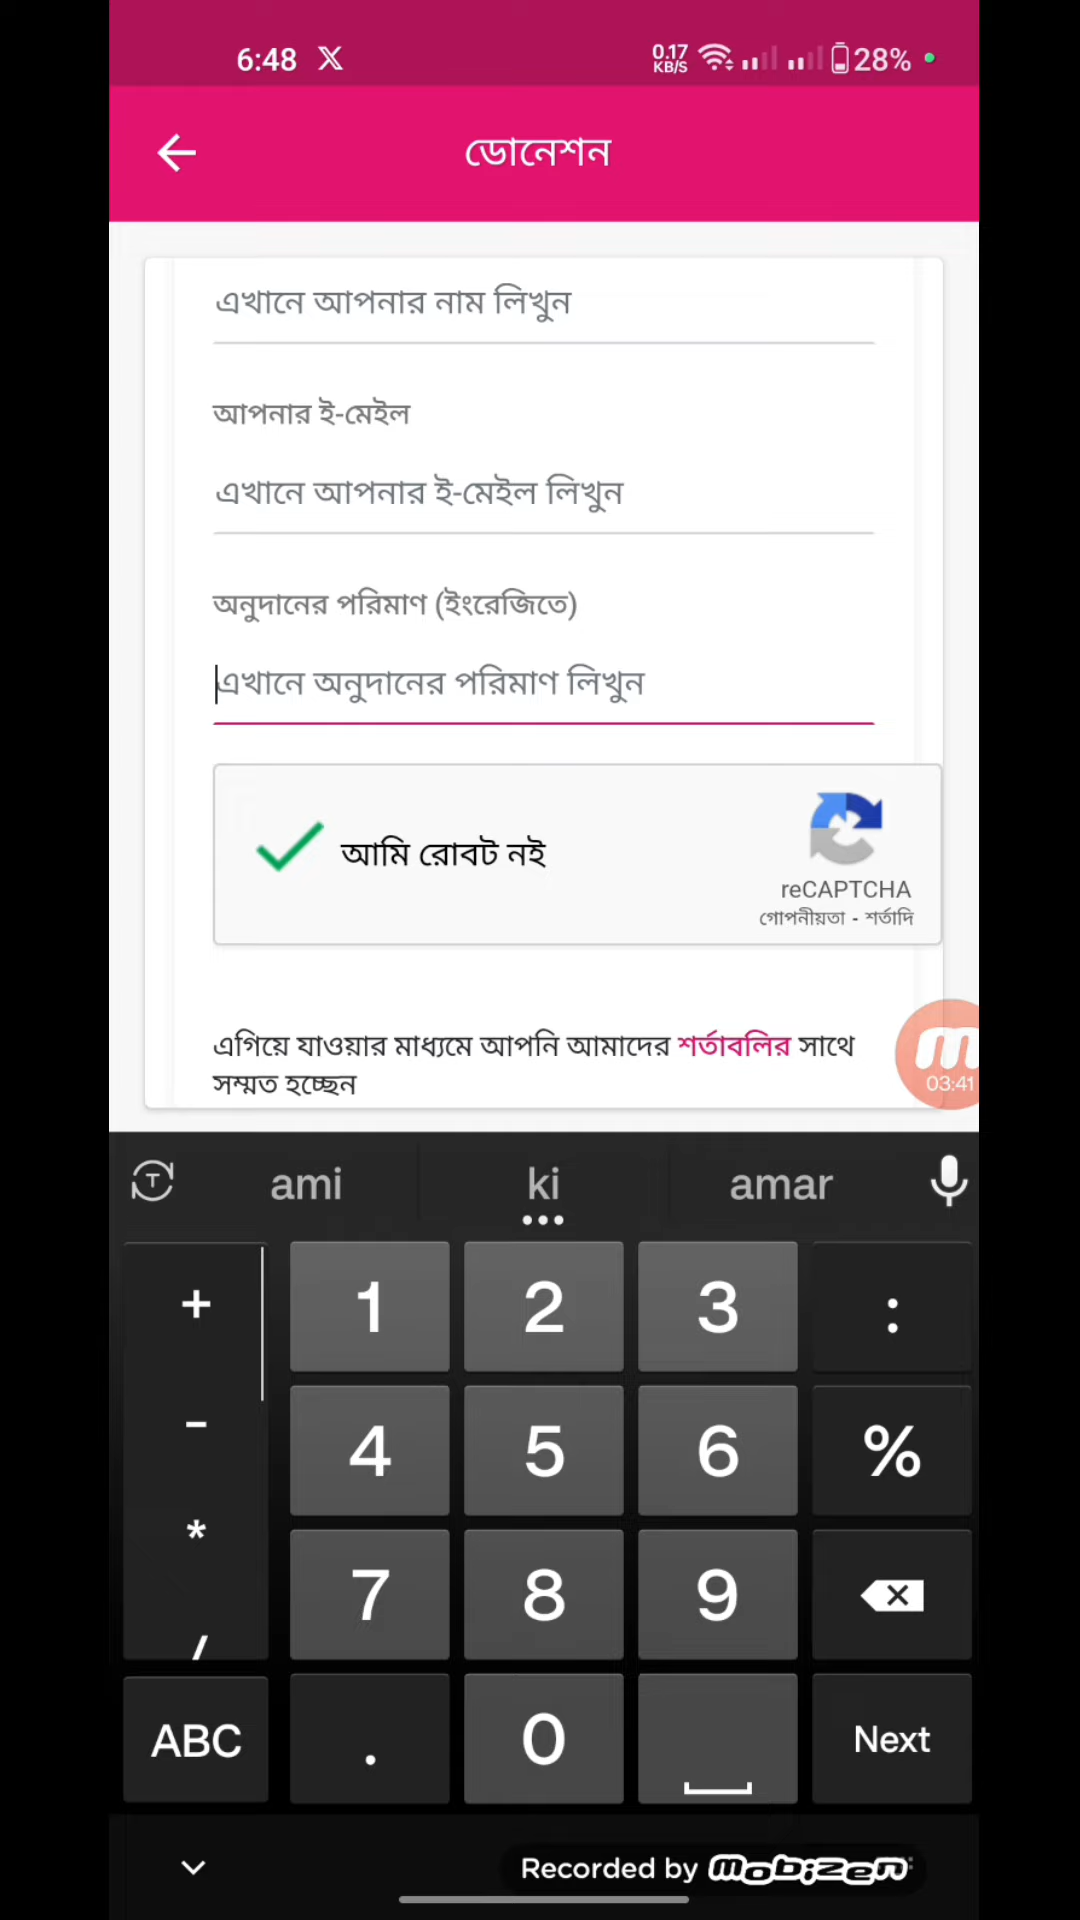 6:48 X 0.17 KB/S 28%
ডোনেশন
এখানে আপনার নাম লিখুন
আপনার ই-মেইল
এখানে আপনার ই-মেইল লিখুন
অনুদানের পরিমাণ (ইংরেজিতে)
এখানে অনুদানের পরিমাণ লিখুন
আমি রোবট নই
reCAPTCHA
গোপনীয়তা - শর্তাদি
এগিয়ে যাওয়ার মাধ্যমে আপনি আমাদের শর্তাবলির সাথে
সম্মত হচ্ছেন
03:41
T ami ki amar
+ 1 2 3 :
- 4 5 6 %
* 7 8 9
/
ABC . 0 Next
Recorded by mobizen